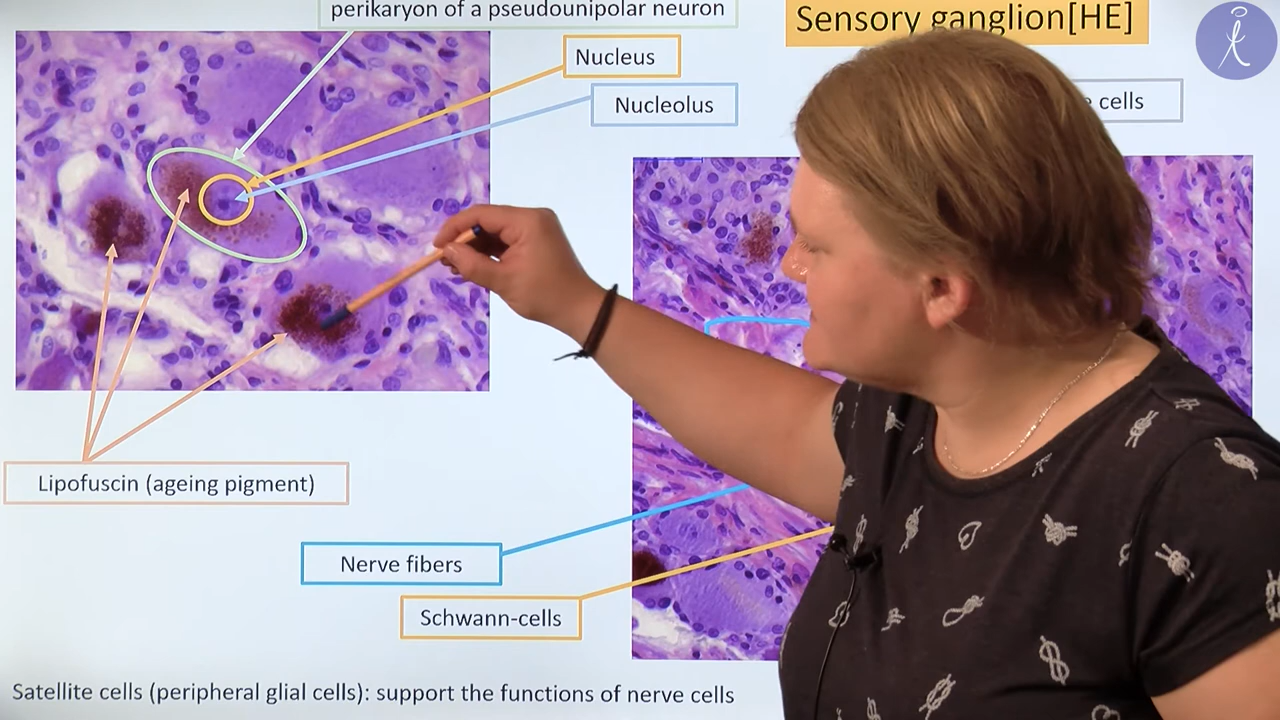 perikaryon of a pseudounipolar neuron
Sensory ganglion[HE]
Nucleus
Nucleolus
cells
Lipofuscin (ageing pigment)
Nerve fibers
Schwann-cells
Satellite cells (peripheral glial cells): support the functions of nerve cells